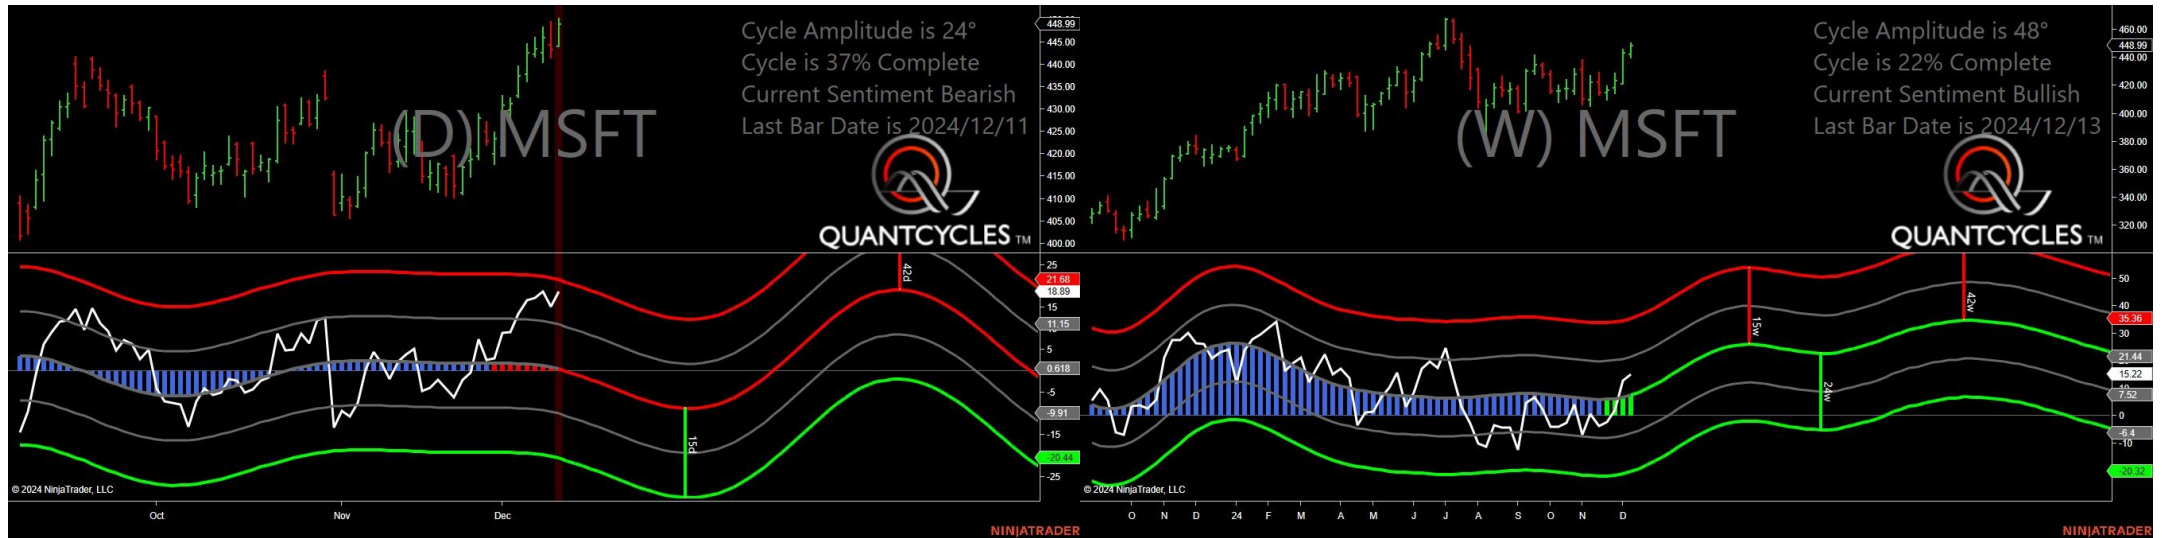 Cycle Amplitude is 24°
Cycle is 37% Complete
Current Sentiment Bearish
Last Bar Date is 2024/12/11
(D) MSFT
QUANTCYCLES TM
448.99
445.00
440.00
435.00
430.00
425.00
420.00
415.00
410.00
405.00
400.00
42d
15d
25
21.68
18.89
15
11.15
5
0.618
-5
-9.91
-15
-20.44
-25
© 2024 NinjaTrader, LLC
Oct
Nov
Dec
NINJATRADER
Cycle Amplitude is 48°
Cycle is 22% Complete
Current Sentiment Bullish
Last Bar Date is 2024/12/13
(W) MSFT
QUANTCYCLES TM
460.00
448.99
440.00
420.00
400.00
380.00
360.00
340.00
320.00
15w
24w
42w
50
40
35.36
30
21.44
15.22
7.52
0
-6.4
-10
-20.32
© 2024 NinjaTrader, LLC
O N D 24 F M A M J J A S O N D
NINJATRADER